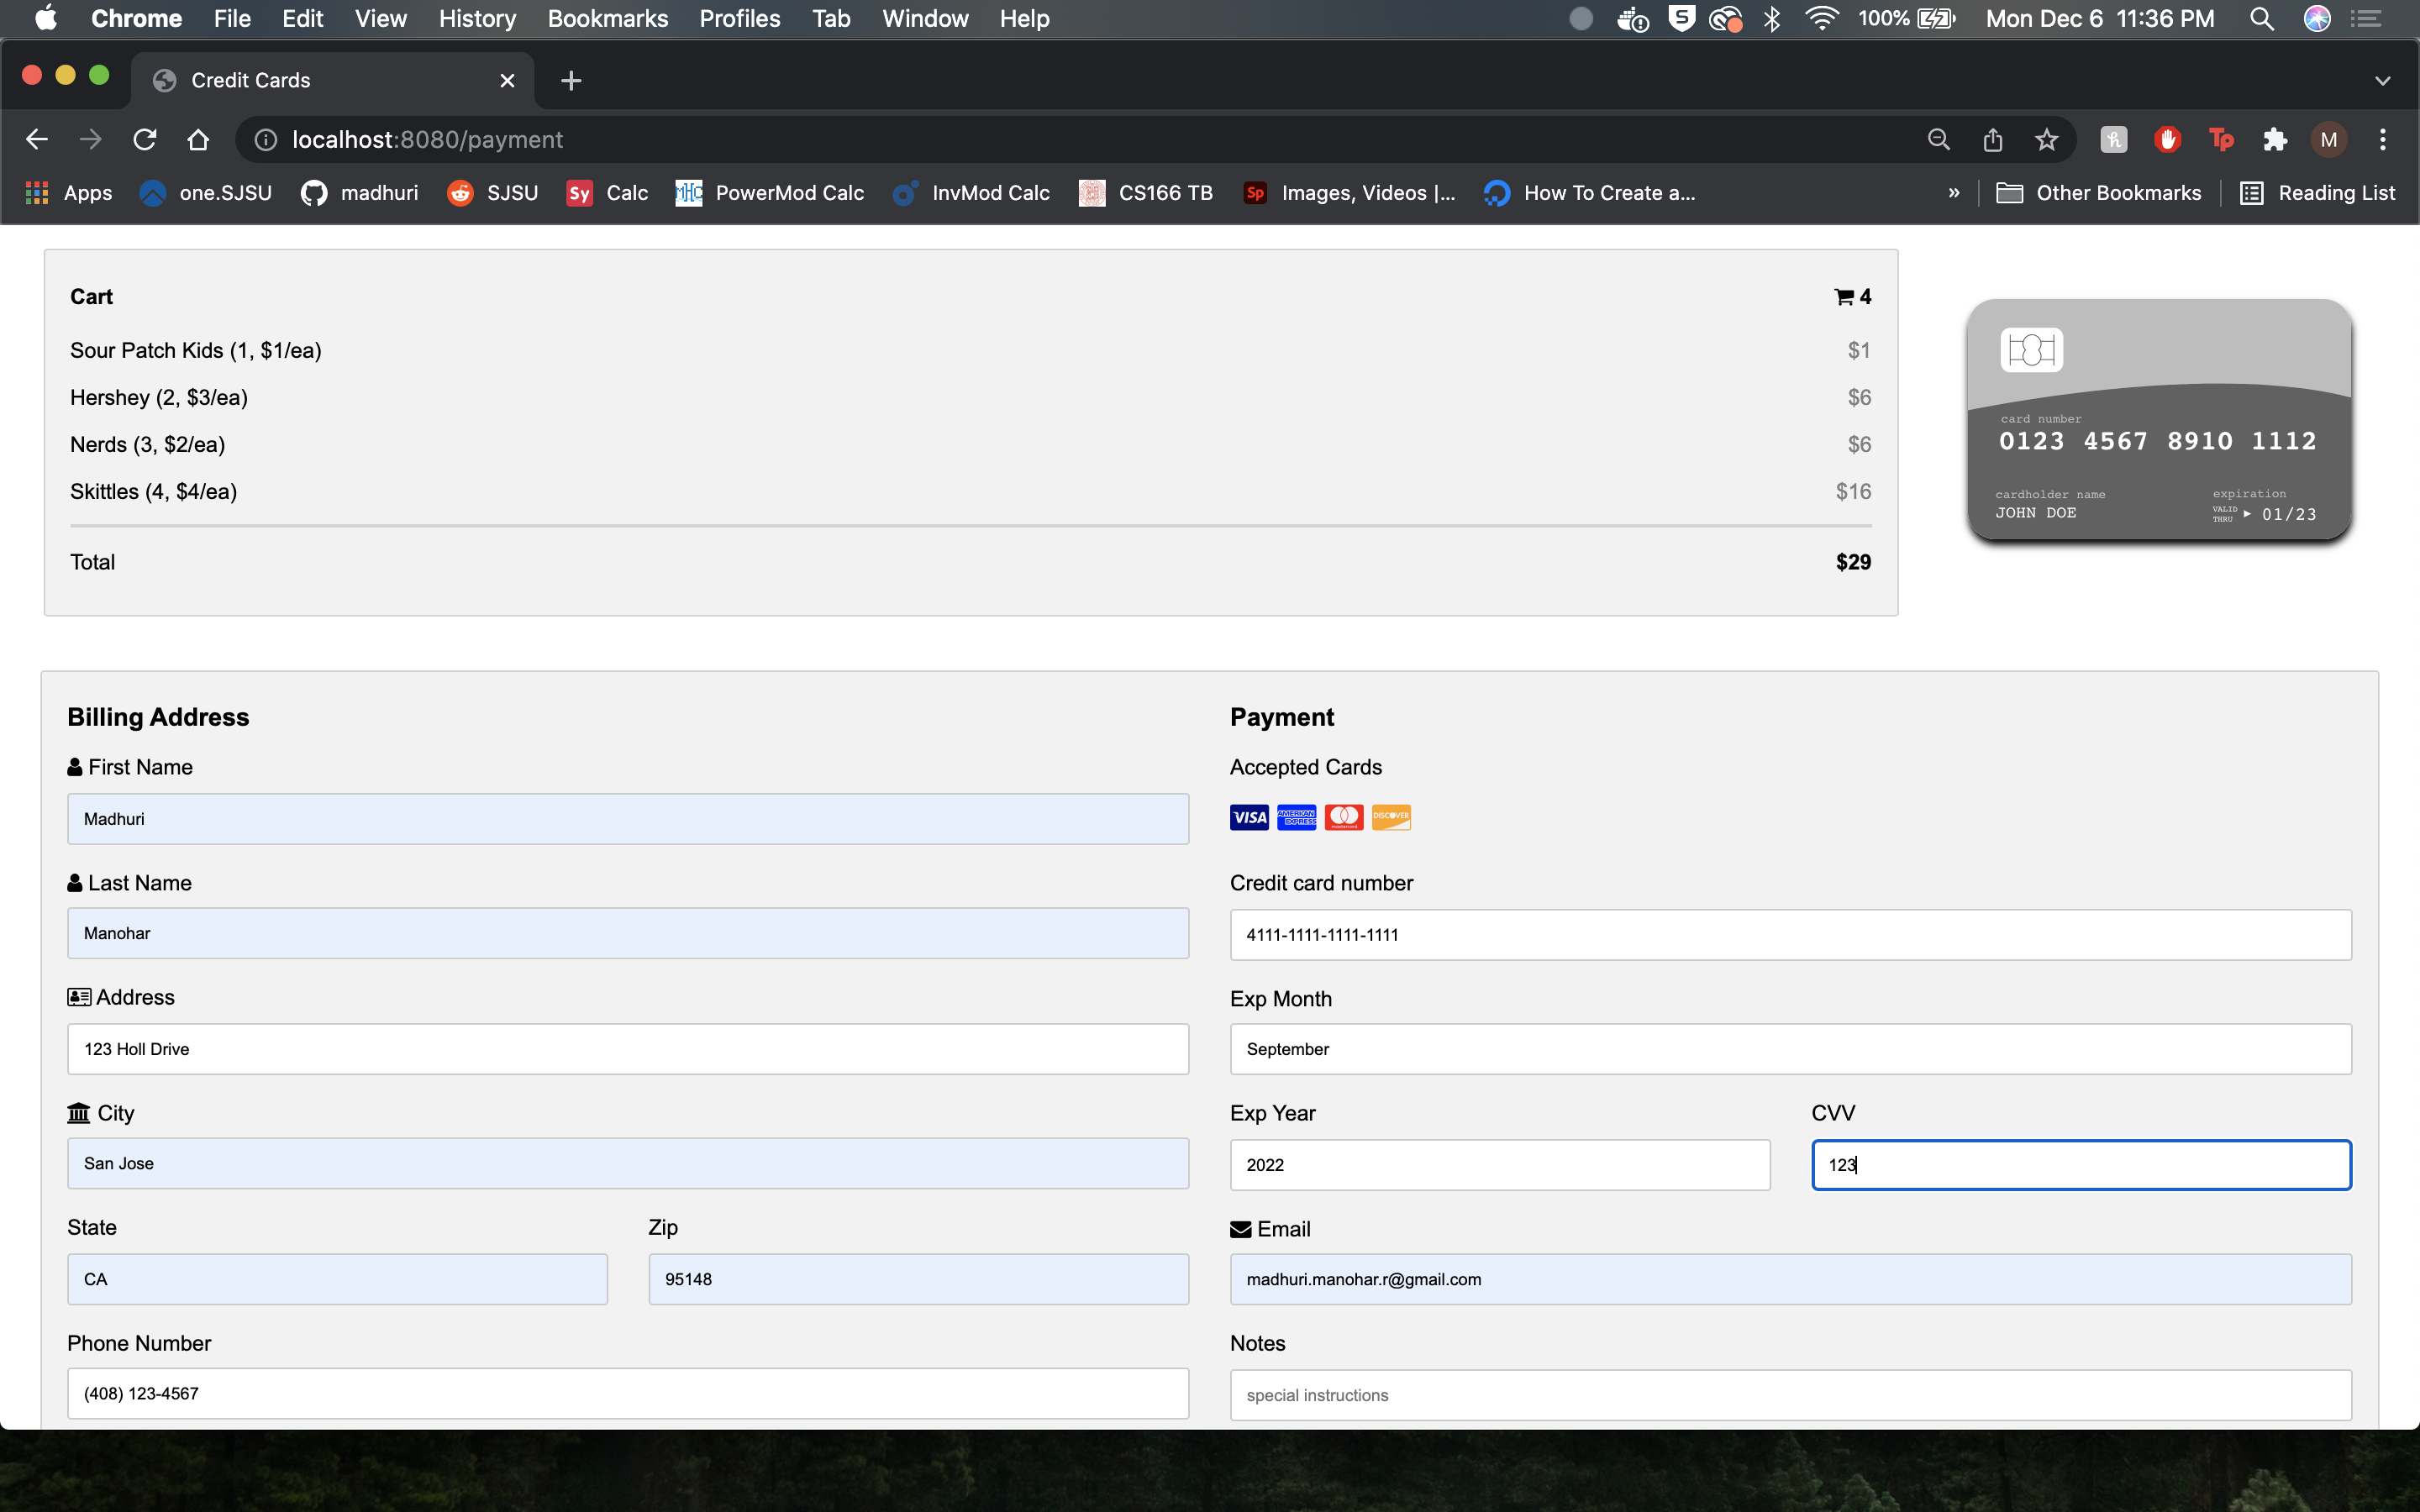 Chrome File Edit View History Bookmarks Profiles Tab Window Help 100% Mon Dec 6 11:36 PM
Credit Cards
localhost:8080/payment M
Apps one.SJSU madhuri SJSU Sy Calc MHC PowerMod Calc InvMod Calc CS166 TB Sp Images, Videos |... How To Create a... » Other Bookmarks Reading List
Cart 4
Sour Patch Kids (1, $1/ea) $1
Hershey (2, $3/ea) $6
Nerds (3, $2/ea) $6
Skittles (4, $4/ea) $16
Total $29
card number
0123 4567 8910 1112
cardholder name expiration
JOHN DOE VALID THRU 01/23
Billing Address
First Name
Madhuri
Last Name
Manohar
Address
123 Holl Drive
City
San Jose
State Zip
CA 95148
Phone Number
(408) 123-4567
Payment
Accepted Cards
VISA AMERICAN EXPRESS mastercard DISCOVER
Credit card number
4111-1111-1111-1111
Exp Month
September
Exp Year CVV
2022 123
Email
madhuri.manohar.r@gmail.com
Notes
special instructions